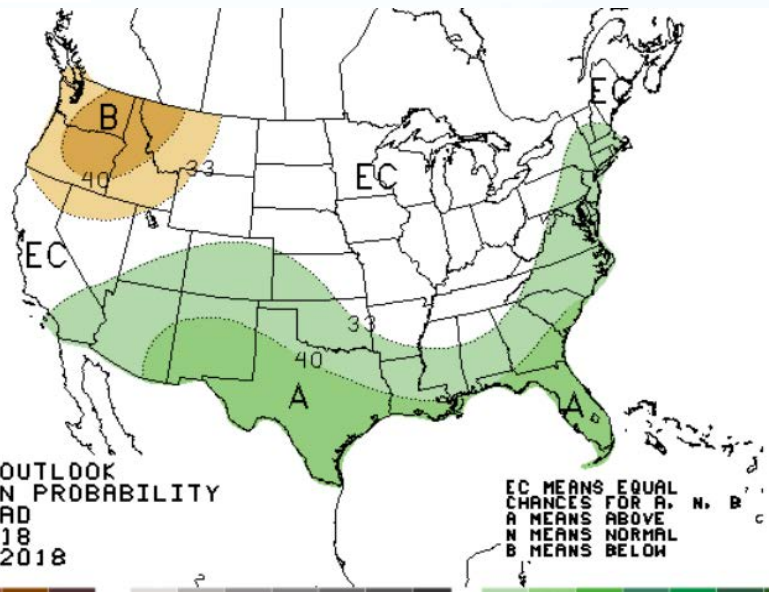 EC
B
33
40
EC
EC
33
40
A
A
OUTLOOK
N PROBABILITY
AD
18
2018
EC MEANS EQUAL
CHANCES FOR A, N, B
A MEANS ABOVE
N MEANS NORMAL
B MEANS BELOW